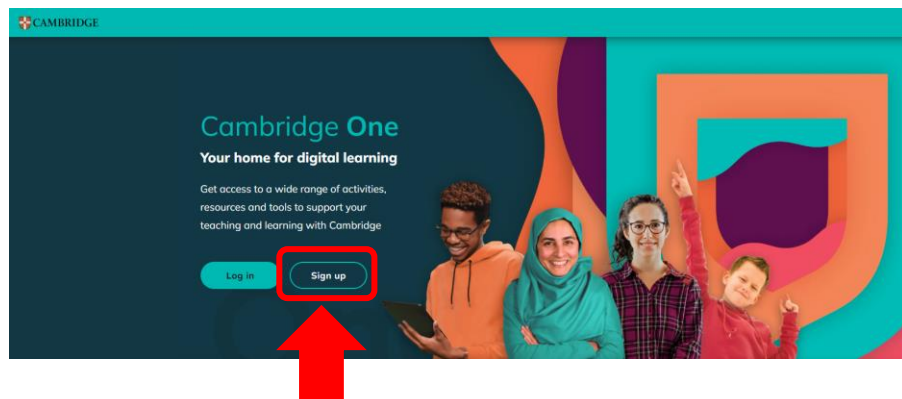 CAMBRIDGE
Cambridge One
Your home for digital learning
Get access to a wide range of activities,
resources and tools to support your
teaching and learning with Cambridge
Log in
Sign up